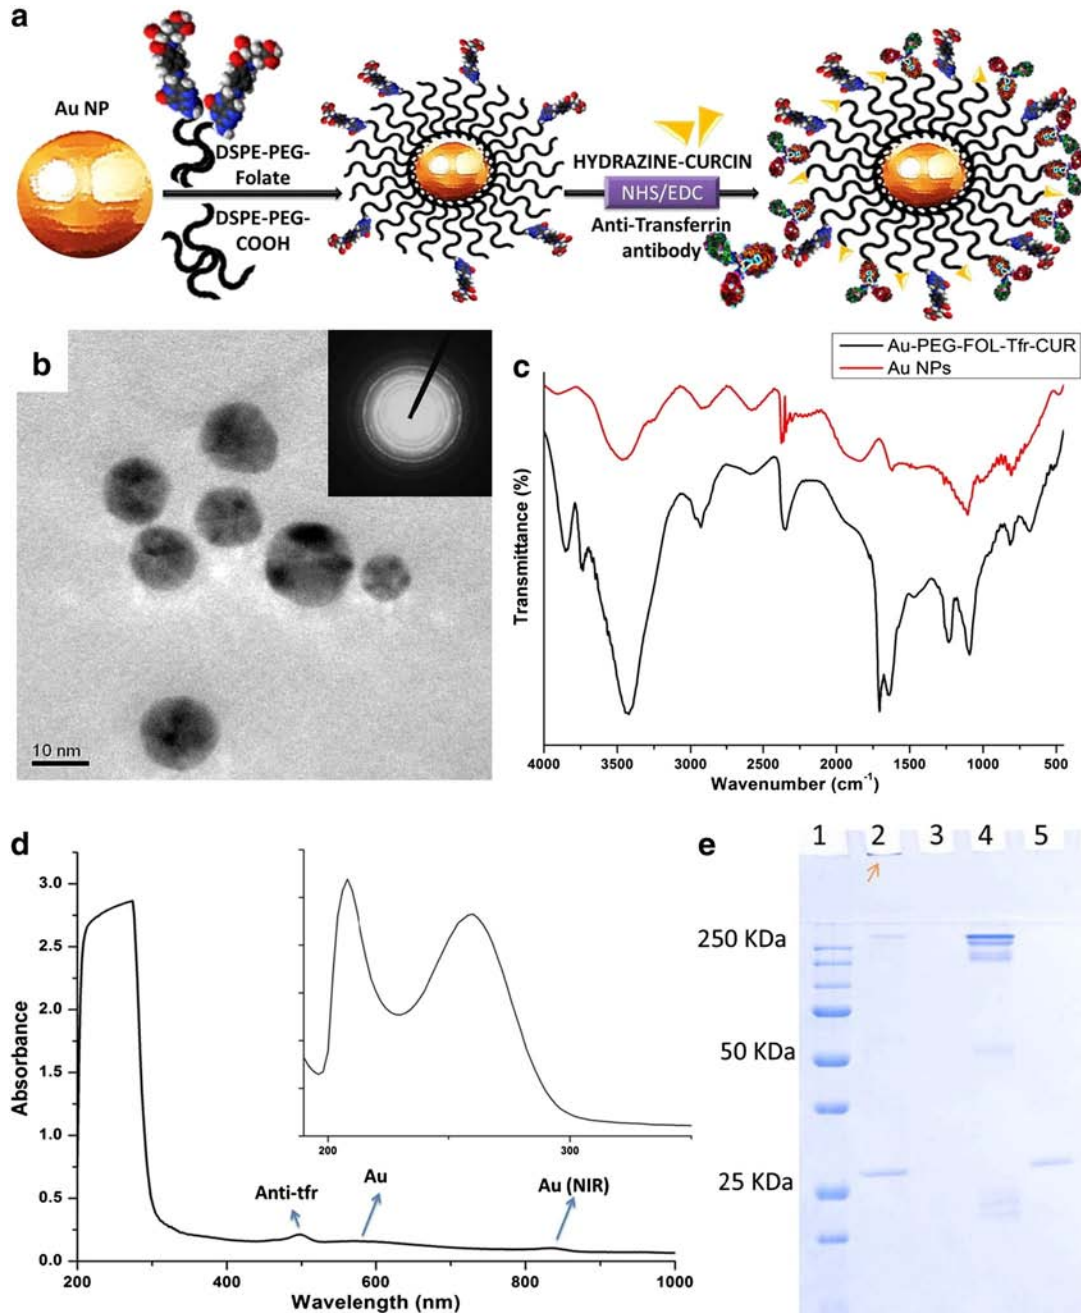 a
Au NP
DSPE-PEG-
Folate
DSPE-PEG-
COOH
HYDRAZINE-CURCIN
NHS/EDC
Anti-Transferrin
antibody
b
10 nm
c
Au-PEG-FOL-Tfr-CUR
Au NPs
Transmittance (%)
4000 3500 3000 2500 2000 1500 1000 500
Wavenumber (cm⁻¹)
d
3.0
2.5
2.0
1.5
1.0
0.5
0.0
Absorbance
200 300
Anti-tfr
Au
Au (NIR)
200 400 600 800 1000
Wavelength (nm)
e
1 2 3 4 5
250 KDa
50 KDa
25 KDa